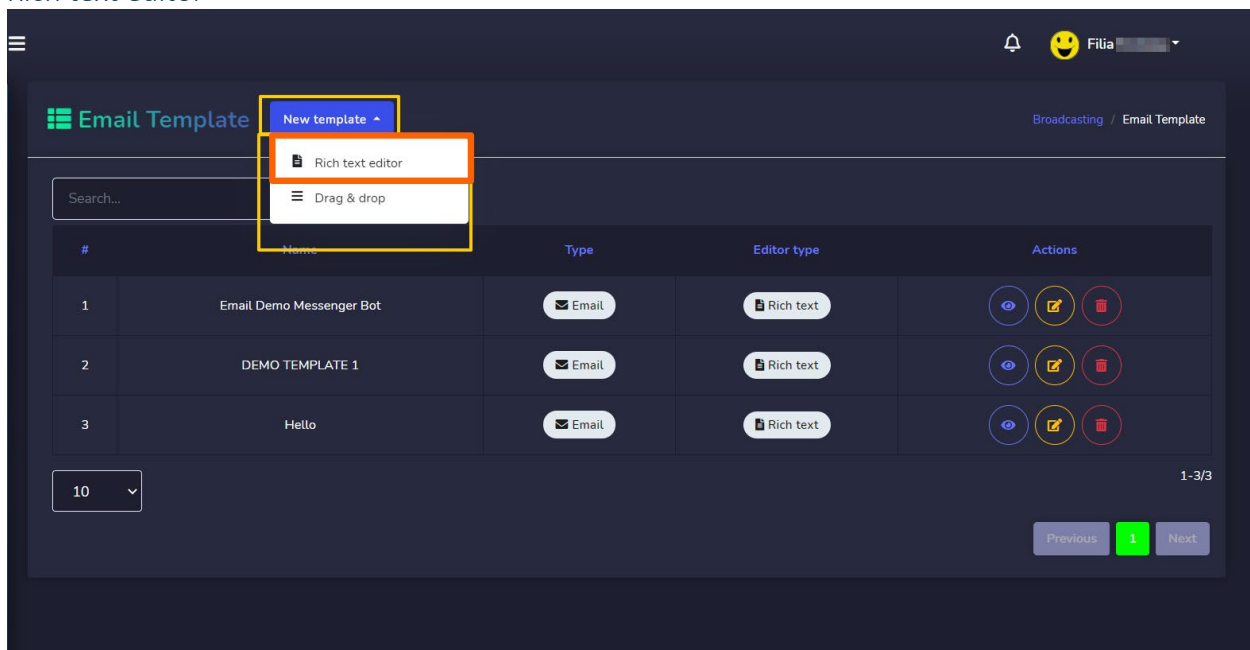 Rich text editor
Filia
Email Template
New template
Broadcasting / Email Template
Rich text editor
Search...
Drag & drop
# Name Type Editor type Actions
1 Email Demo Messenger Bot Email Rich text
2 DEMO TEMPLATE 1 Email Rich text
3 Hello Email Rich text
10
1-3/3
Previous 1 Next